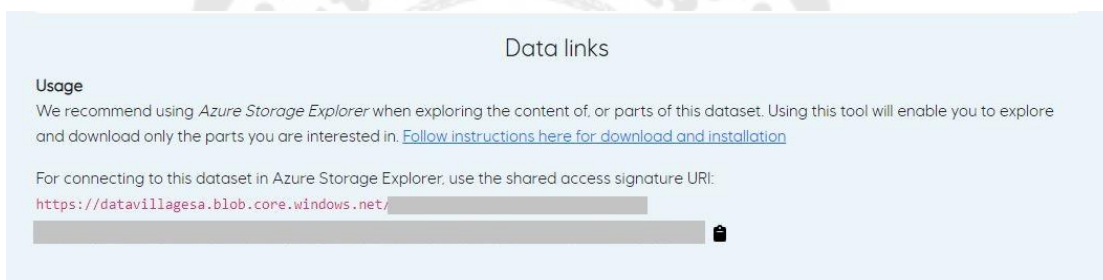 Data links
Usage
We recommend using Azure Storage Explorer when exploring the content of, or parts of this dataset. Using this tool will enable you to explore
and download only the parts you are interested in. Follow instructions here for download and installation
For connecting to this dataset in Azure Storage Explorer, use the shared access signature URI:
https://datavillagesa.blob.core.windows.net/